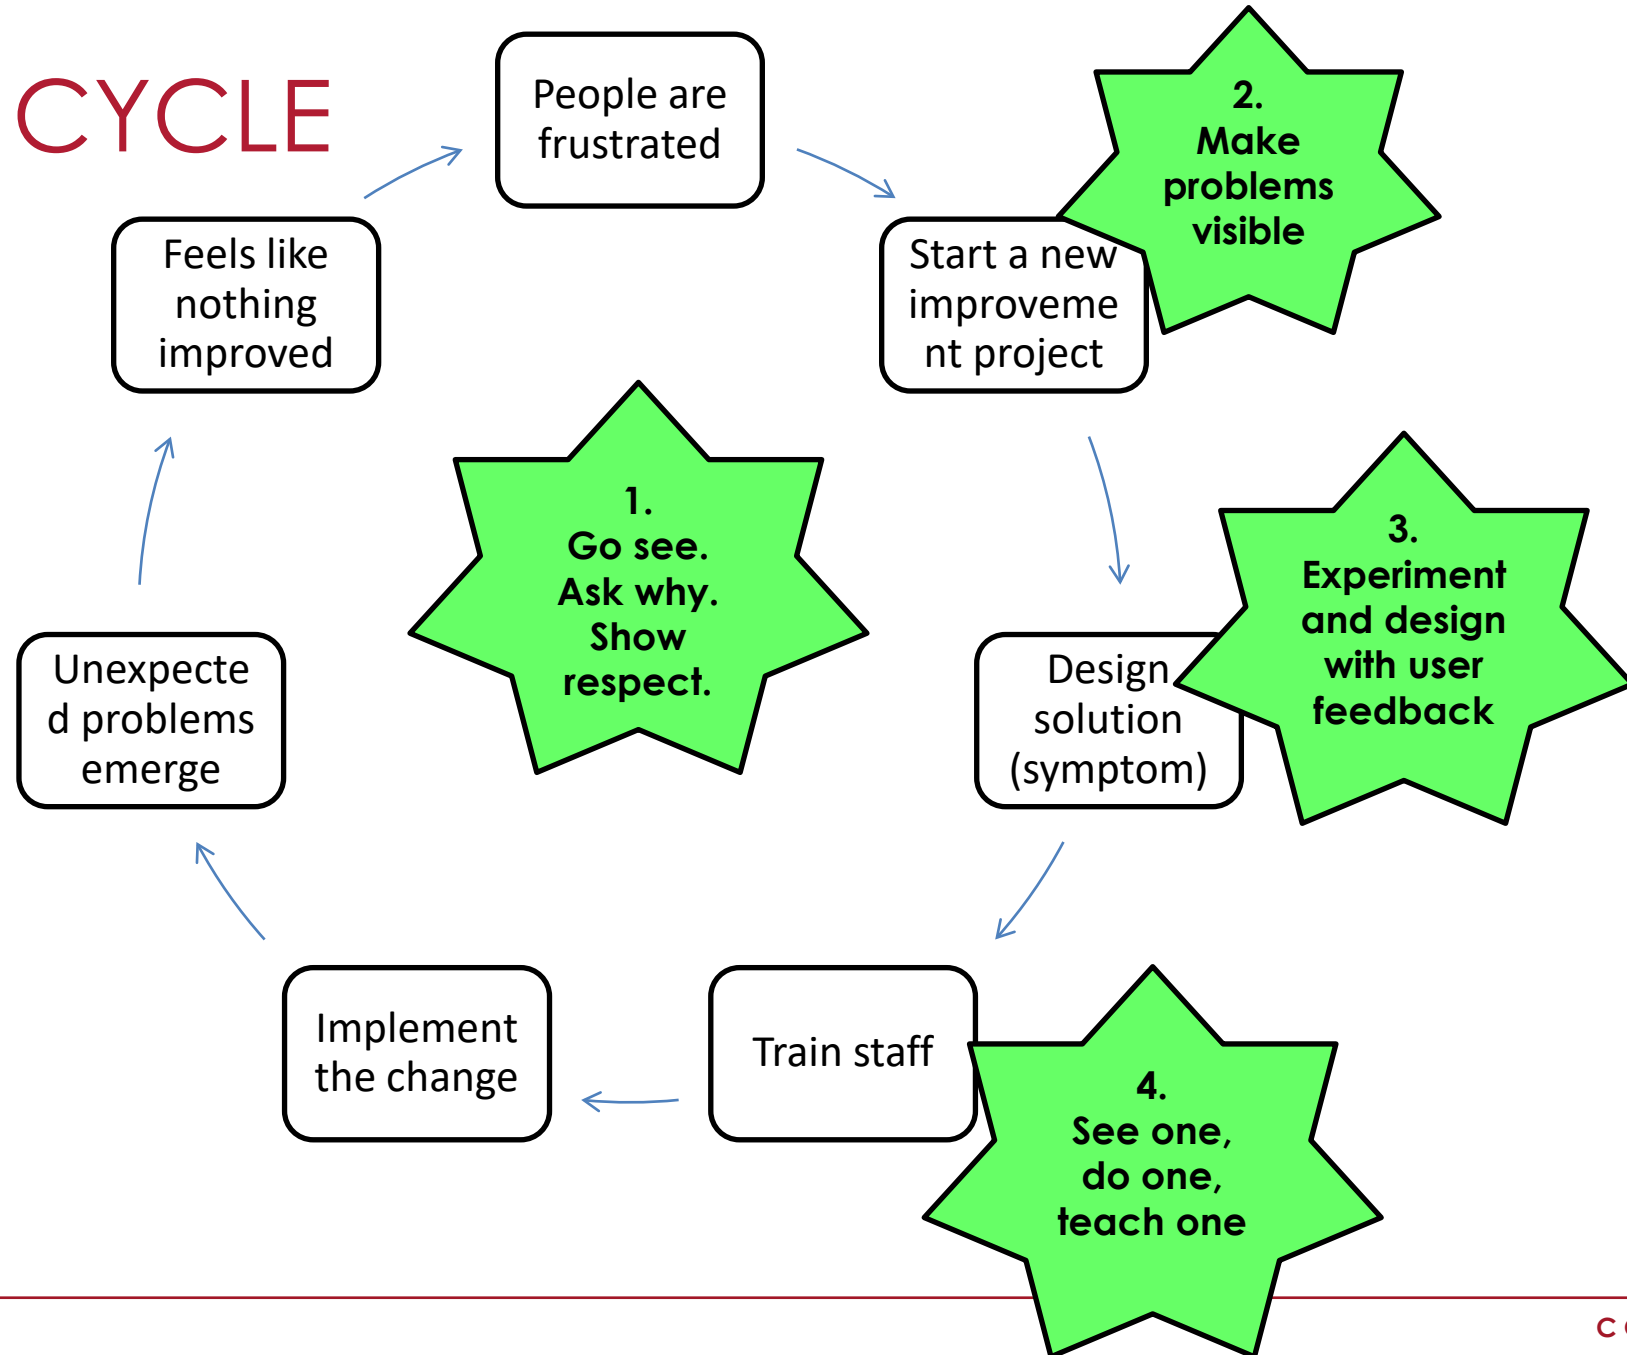 CYCLE
People are
frustrated
2.
Make
problems
visible
Start a new
improveme
nt project
Feels like
nothing
improved
1.
Go see.
Ask why.
Show
respect.
3.
Experiment
and design
with user
feedback
Design
solution
(symptom)
Unexpecte
d problems
emerge
Train staff
4.
See one,
do one,
teach one
Implement
the change